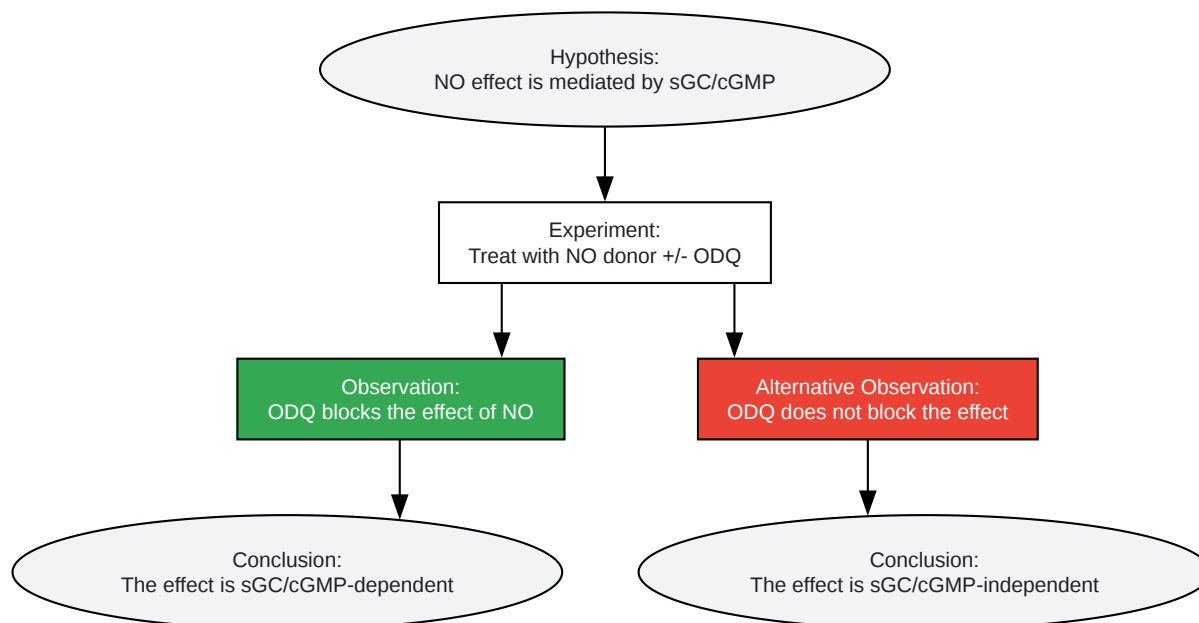 Hypothesis:
NO effect is mediated by sGC/cGMP
Experiment:
Treat with NO donor +/- ODQ
Observation:
ODQ blocks the effect of NO
Alternative Observation:
ODQ does not block the effect
Conclusion:
The effect is sGC/cGMP-dependent
Conclusion:
The effect is sGC/cGMP-independent